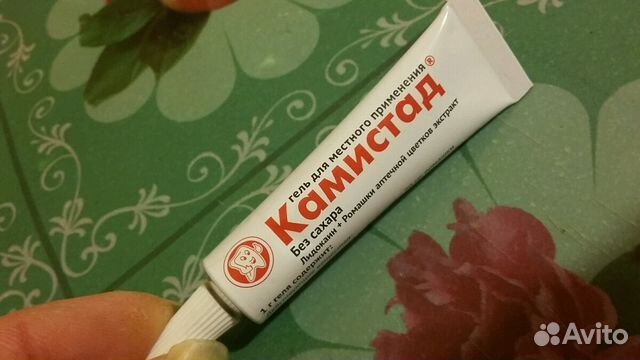 гель для местного применения
Камистад®
Без сахара
Лидокаин + Ромашки аптечной цветков экстракт
1 г геля содержит:
Avito